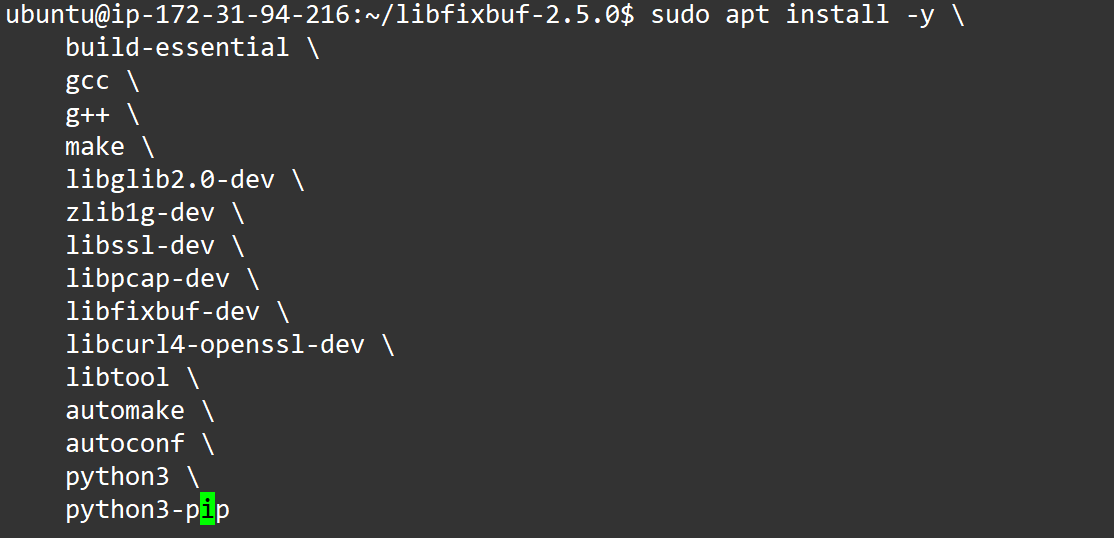 ubuntu@ip-172-31-94-216:~/libfixbuf-2.5.0$ sudo apt install -y \
    build-essential \
    gcc \
    g++ \
    make \
    libglib2.0-dev \
    zlib1g-dev \
    libssl-dev \
    libpcap-dev \
    libfixbuf-dev \
    libcurl4-openssl-dev \
    libtool \
    automake \
    autoconf \
    python3 \
    python3-pip